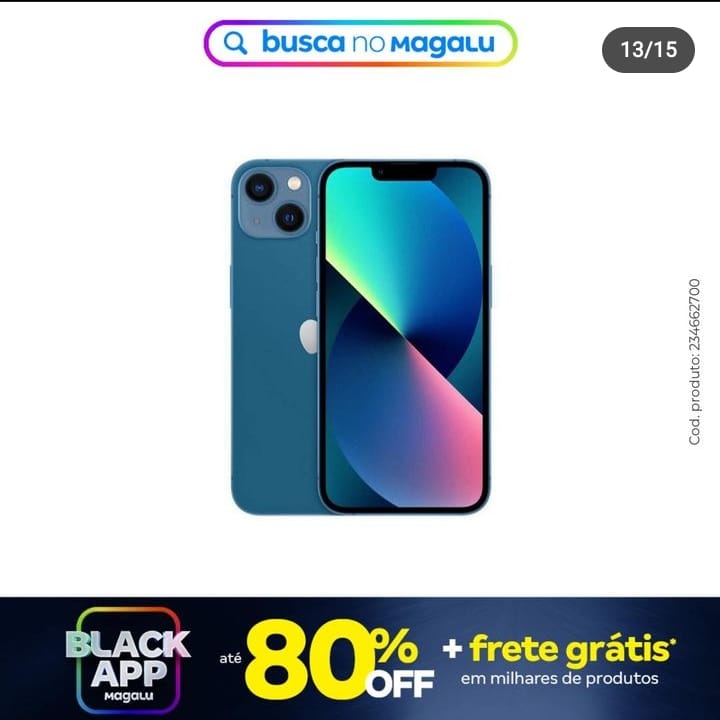 busca no Magalu
13/15
Cod. produto: 234662700
BLACK
APP
Magalu
até 80% OFF
+ frete grátis*
em milhares de produtos